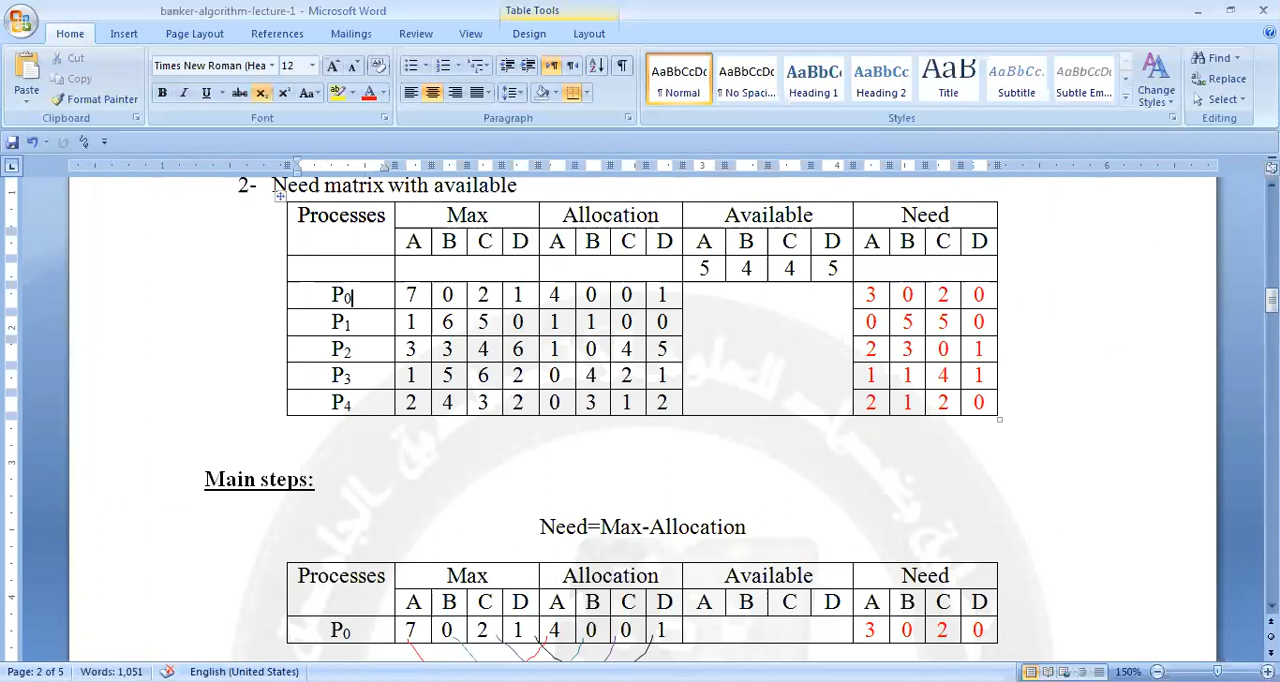 banker-algorithm-lecture-1 - Microsoft Word
Table Tools
Home Insert Page Layout References Mailings Review View Design Layout
Paste
Cut
Copy
Format Painter
Clipboard
Times New Roman (Hea 12
Font
Paragraph
AaBbCcDc AaBbCcDc AaBbC AaBbCc AaB AaBbCc. AaBbCcDc
¶ Normal ¶ No Spaci... Heading 1 Heading 2 Title Subtitle Subtle Em...
Change Styles
Styles
Find
Replace
Select
Editing
2- Need matrix with available
Processes Max Allocation Available Need
A B C D A B C D A B C D A B C D
5 4 4 5
P0 7 0 2 1 4 0 0 1 3 0 2 0
P1 1 6 5 0 1 1 0 0 0 5 5 0
P2 3 3 4 6 1 0 4 5 2 3 0 1
P3 1 5 6 2 0 4 2 1 1 1 4 1
P4 2 4 3 2 0 3 1 2 2 1 2 0
Main steps:
Need=Max-Allocation
Processes Max Allocation Available Need
A B C D A B C D A B C D A B C D
P0 7 0 2 1 4 0 0 1 3 0 2 0
Page: 2 of 5 Words: 1,051 English (United States) 150%